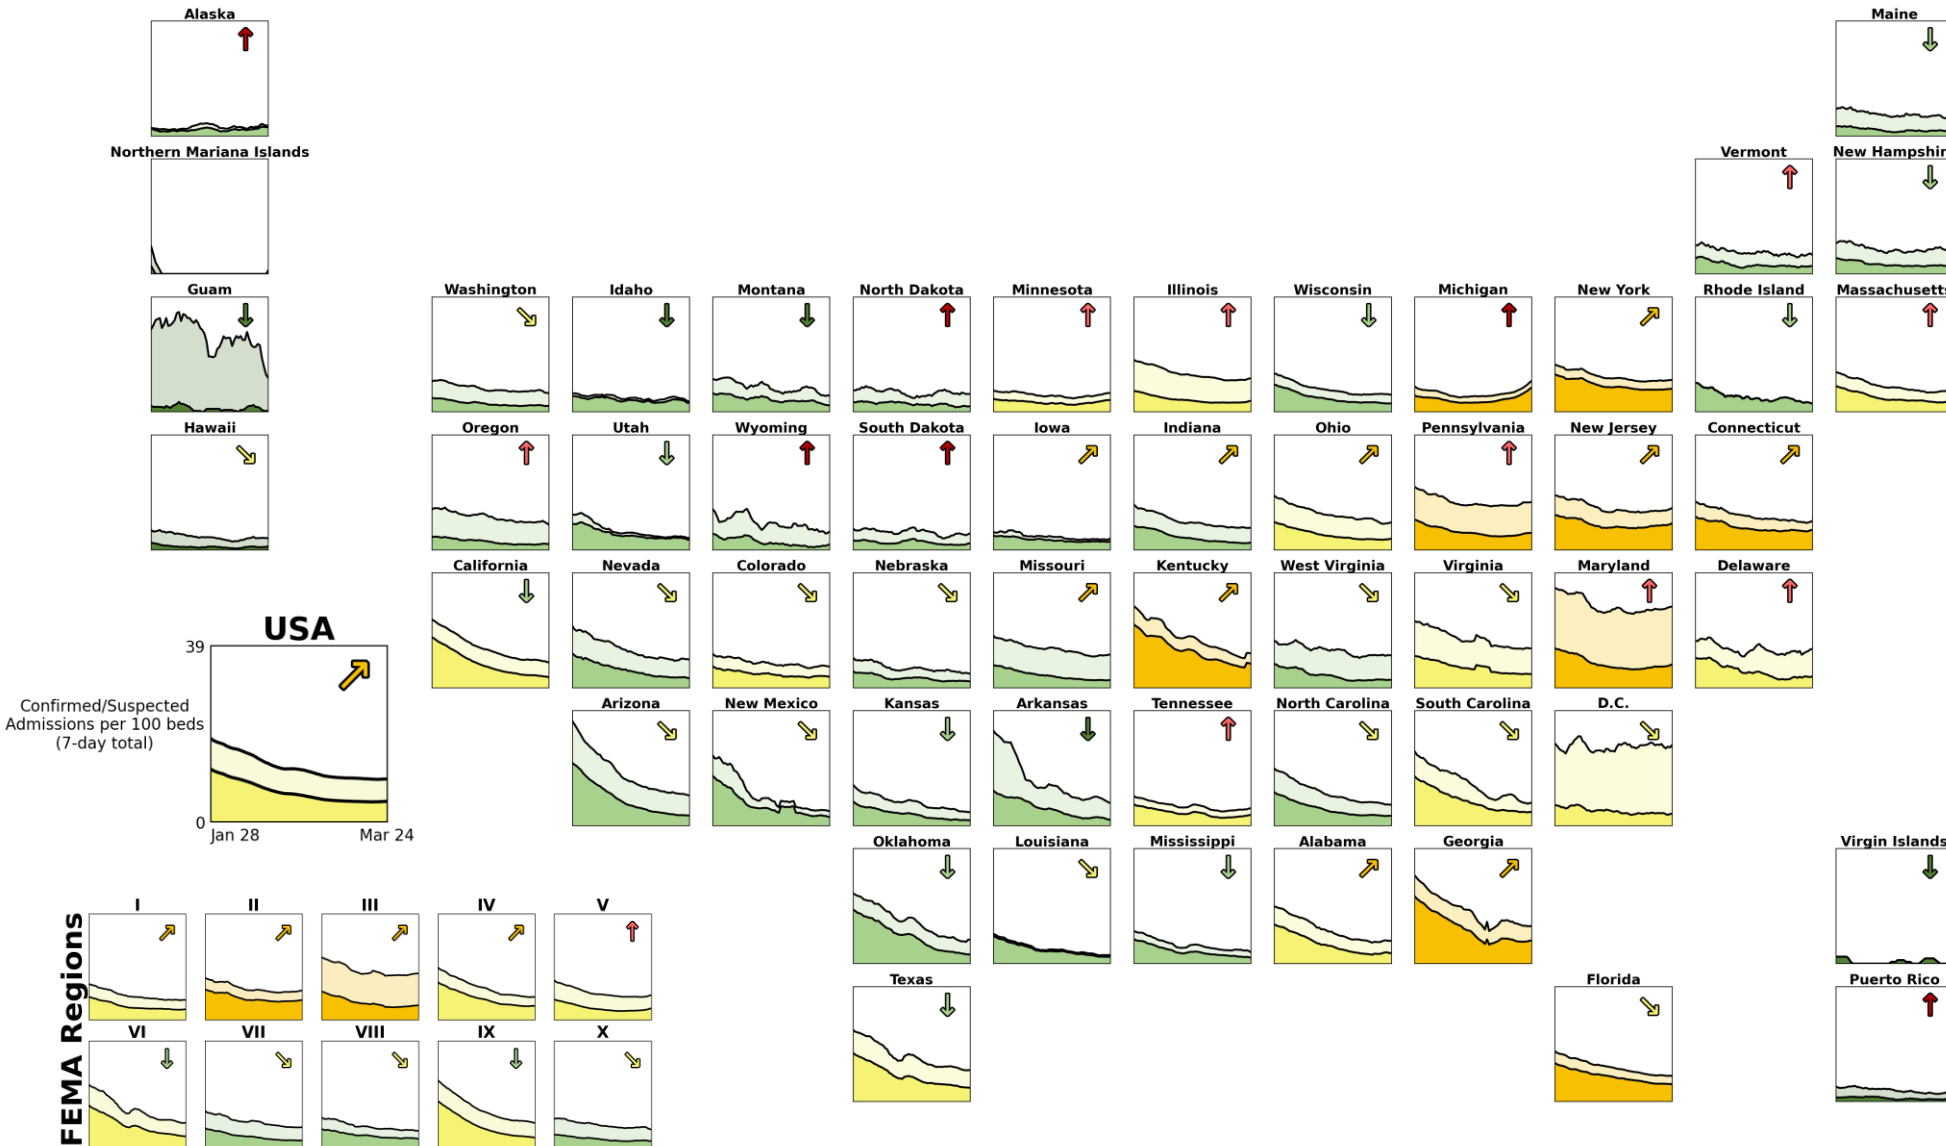 Alaska
Maine
Northern Mariana Islands
Vermont
New Hampshir
Guam
Washington
Idaho
Montana
North Dakota
Minnesota
Illinois
Wisconsin
Michigan
New York
Rhode Island
Massachusetts
Hawaii
Oregon
Utah
Wyoming
South Dakota
Iowa
Indiana
Ohio
Pennsylvania
New Jersey
Connecticut
California
Nevada
Colorado
Nebraska
Missouri
Kentucky
West Virginia
Virginia
Maryland
Delaware
USA
39
Confirmed/Suspected
Admissions per 100 beds
(7-day total)
0
Jan 28
Mar 24
Arizona
New Mexico
Kansas
Arkansas
Tennessee
North Carolina
South Carolina
D.C.
Oklahoma
Louisiana
Mississippi
Alabama
Georgia
Virgin Islands
Texas
Florida
Puerto Rico
FEMA Regions
I
II
III
IV
V
VI
VII
VIII
IX
X